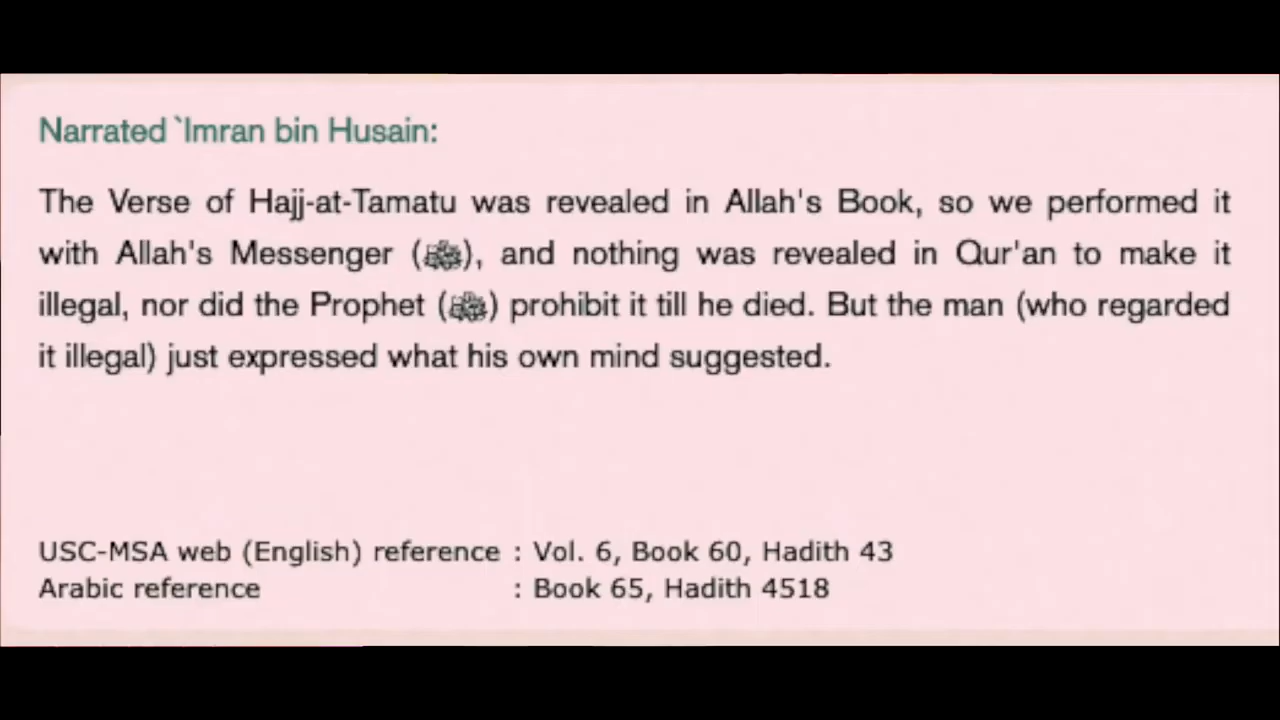 Narrated `Imran bin Husain:
The Verse of Hajj-at-Tamatu was revealed in Allah's Book, so we performed it
with Allah's Messenger (ﷺ), and nothing was revealed in Qur'an to make it
illegal, nor did the Prophet (ﷺ) prohibit it till he died. But the man (who regarded
it illegal) just expressed what his own mind suggested.
USC-MSA web (English) reference : Vol. 6, Book 60, Hadith 43
Arabic reference : Book 65, Hadith 4518